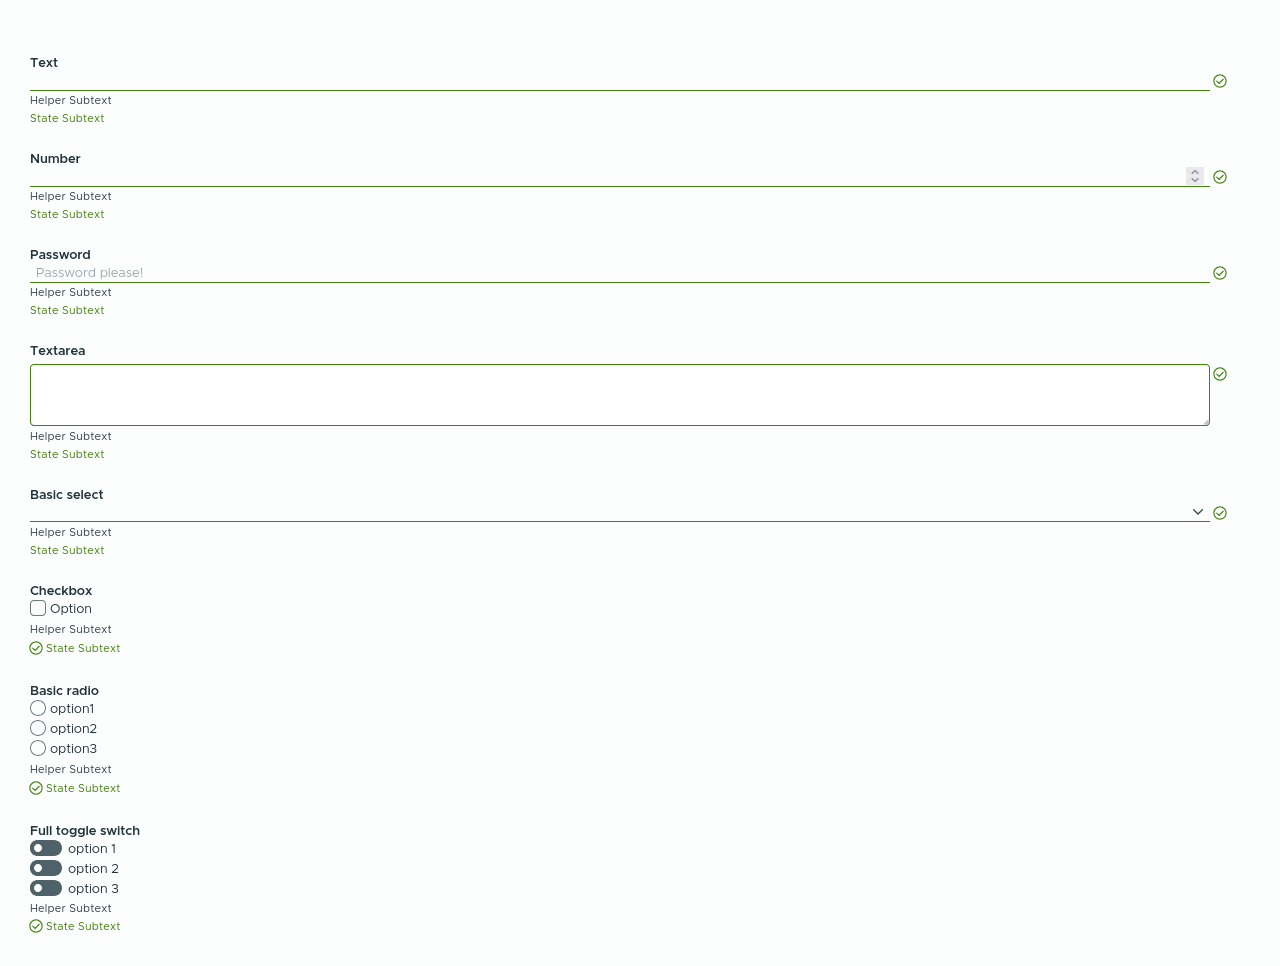 Text
Helper Subtext
State Subtext
Number
Helper Subtext
State Subtext
Password
Password please!
Helper Subtext
State Subtext
Textarea
Helper Subtext
State Subtext
Basic select
Helper Subtext
State Subtext
Checkbox
Option
Helper Subtext
State Subtext
Basic radio
option1
option2
option3
Helper Subtext
State Subtext
Full toggle switch
option 1
option 2
option 3
Helper Subtext
State Subtext